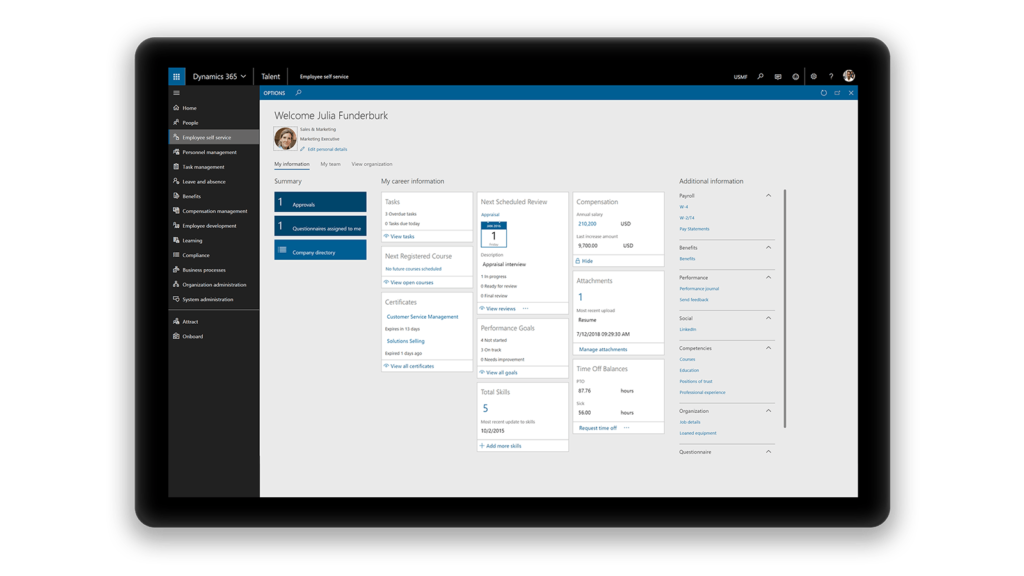 Dynamics 365
Talent
Employee self service
USMF
?
OPTIONS
Home
People
Employee self service
Personnel management
Task management
Leave and absence
Benefits
Compensation management
Employee development
Learning
Compliance
Business processes
Organization administration
System administration
Attract
Onboard
Welcome Julia Funderburk
Sales & Marketing
Marketing Executive
Edit personal details
My information
My team
View organization
Summary
1 Approvals
1 Questionnaires assigned to me
Company directory
My career information
Tasks
3 Overdue tasks
0 Tasks due today
View tasks
Next Registered Course
No future courses scheduled
View open courses
Certificates
Customer Service Management
Expires in 13 days
Solutions Selling
Expired 1 days ago
View all certificates
Next Scheduled Review
Appraisal
1
Description
Appraisal interview
1 In progress
0 Ready for review
0 Final review
View reviews ...
Performance Goals
4 Not started
3 On track
0 Needs improvement
View all goals
Total Skills
5
Most recent update to skills
10/2/2015
+ Add more skills
Compensation
Annual salary
210,200 USD
Last increase amount
9,700.00 USD
Hide
Attachments
1
Most recent upload
Resume
7/12/2018 09:29:30 AM
Manage attachments
Time Off Balances
PTO
87.76 hours
Sick
56.00 hours
Request time off ...
Additional information
Payroll
W-4
W-2/T4
Pay Statements
Benefits
Benefits
Performance
Performance journal
Send feedback
Social
LinkedIn
Competencies
Courses
Education
Positions of trust
Professional experience
Organization
Job details
Loaned equipment
Questionnaire